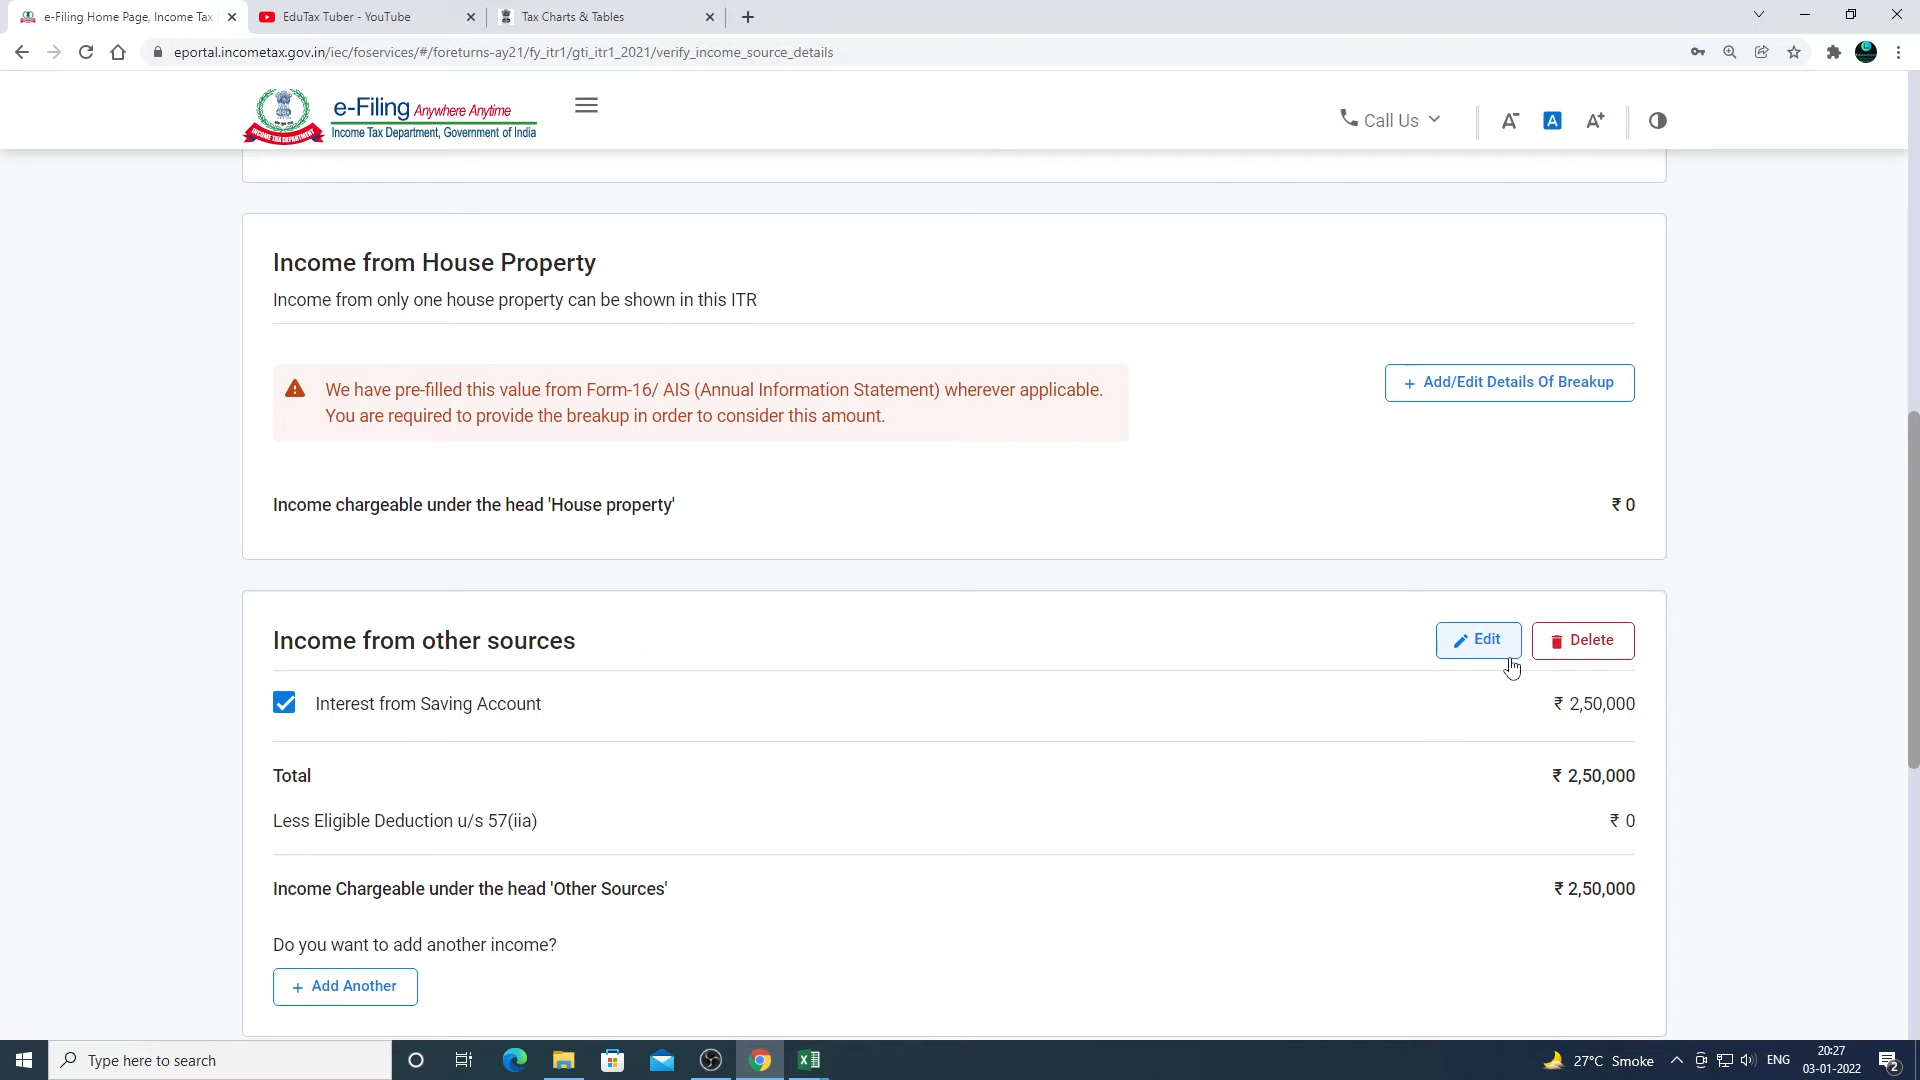 e-Filing Home Page, Income Tax
EduTax Tuber - YouTube
Tax Charts & Tables
eportal.incometax.gov.in/iec/foservices/#/foreturns-ay21/fy_itr1/gti_itr1_2021/verify_income_source_details
e-Filing Anywhere Anytime
Income Tax Department, Government of India
INCOME TAX DEPARTMENT
Call Us
A-
A
A+
Income from House Property
Income from only one house property can be shown in this ITR
We have pre-filled this value from Form-16/ AIS (Annual Information Statement) wherever applicable.
You are required to provide the breakup in order to consider this amount.
+ Add/Edit Details Of Breakup
Income chargeable under the head 'House property' ₹ 0
Income from other sources
Edit
Delete
Interest from Saving Account ₹ 2,50,000
Total ₹ 2,50,000
Less Eligible Deduction u/s 57(iia) ₹ 0
Income Chargeable under the head 'Other Sources' ₹ 2,50,000
Do you want to add another income?
+ Add Another
Type here to search
27°C Smoke
ENG
20:27
03-01-2022
2